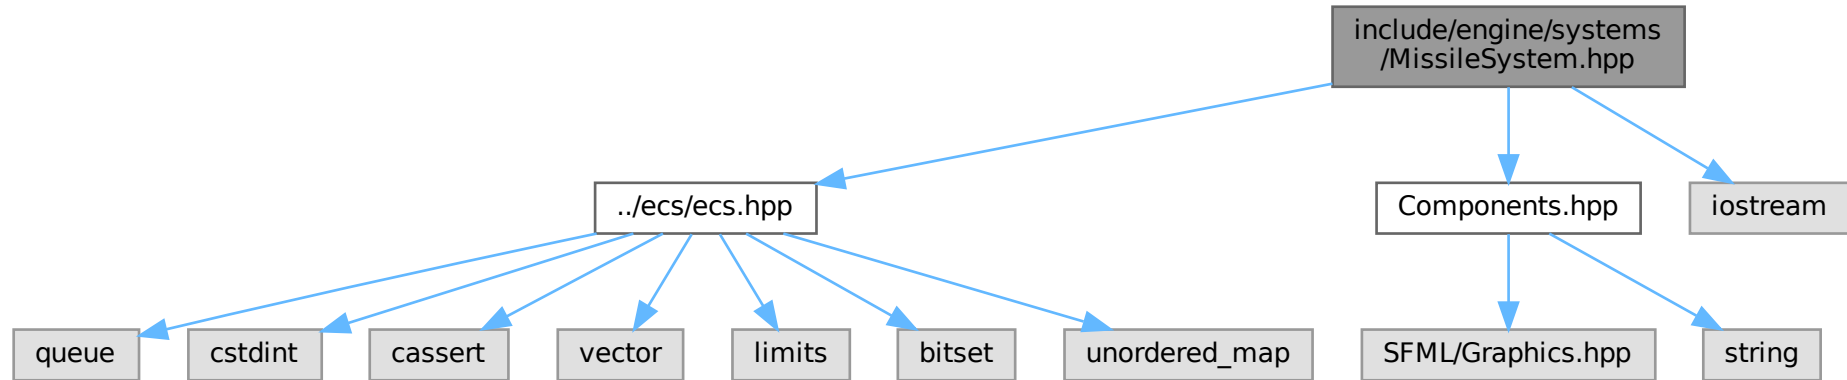 include/engine/systems
/MissileSystem.hpp
../ecs/ecs.hpp
Components.hpp
iostream
queue
cstdint
cassert
vector
limits
bitset
unordered_map
SFML/Graphics.hpp
string